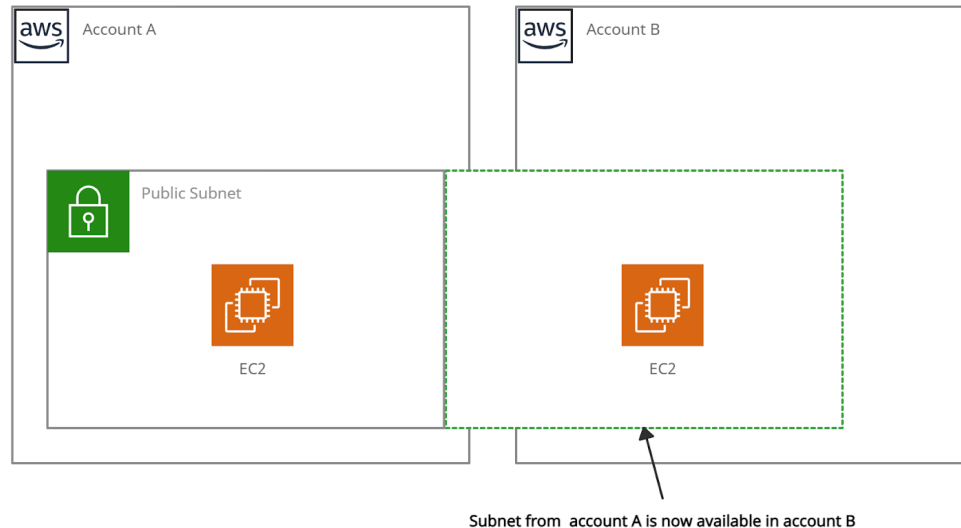 aws Account A
aws Account B
Public Subnet
EC2
EC2
Subnet from account A is now available in account B